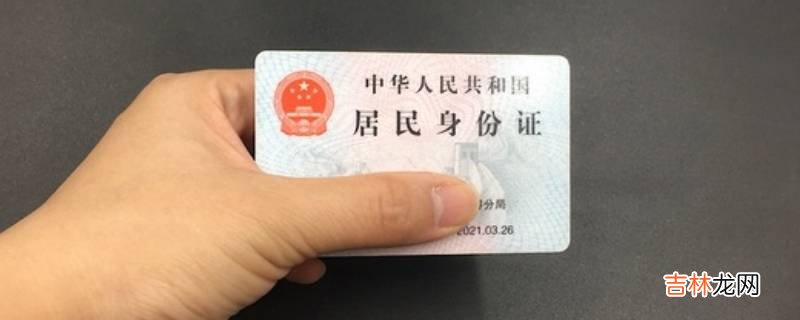 中华人民共和国
居民身份证
分局
2021.03.26
吉林龙网